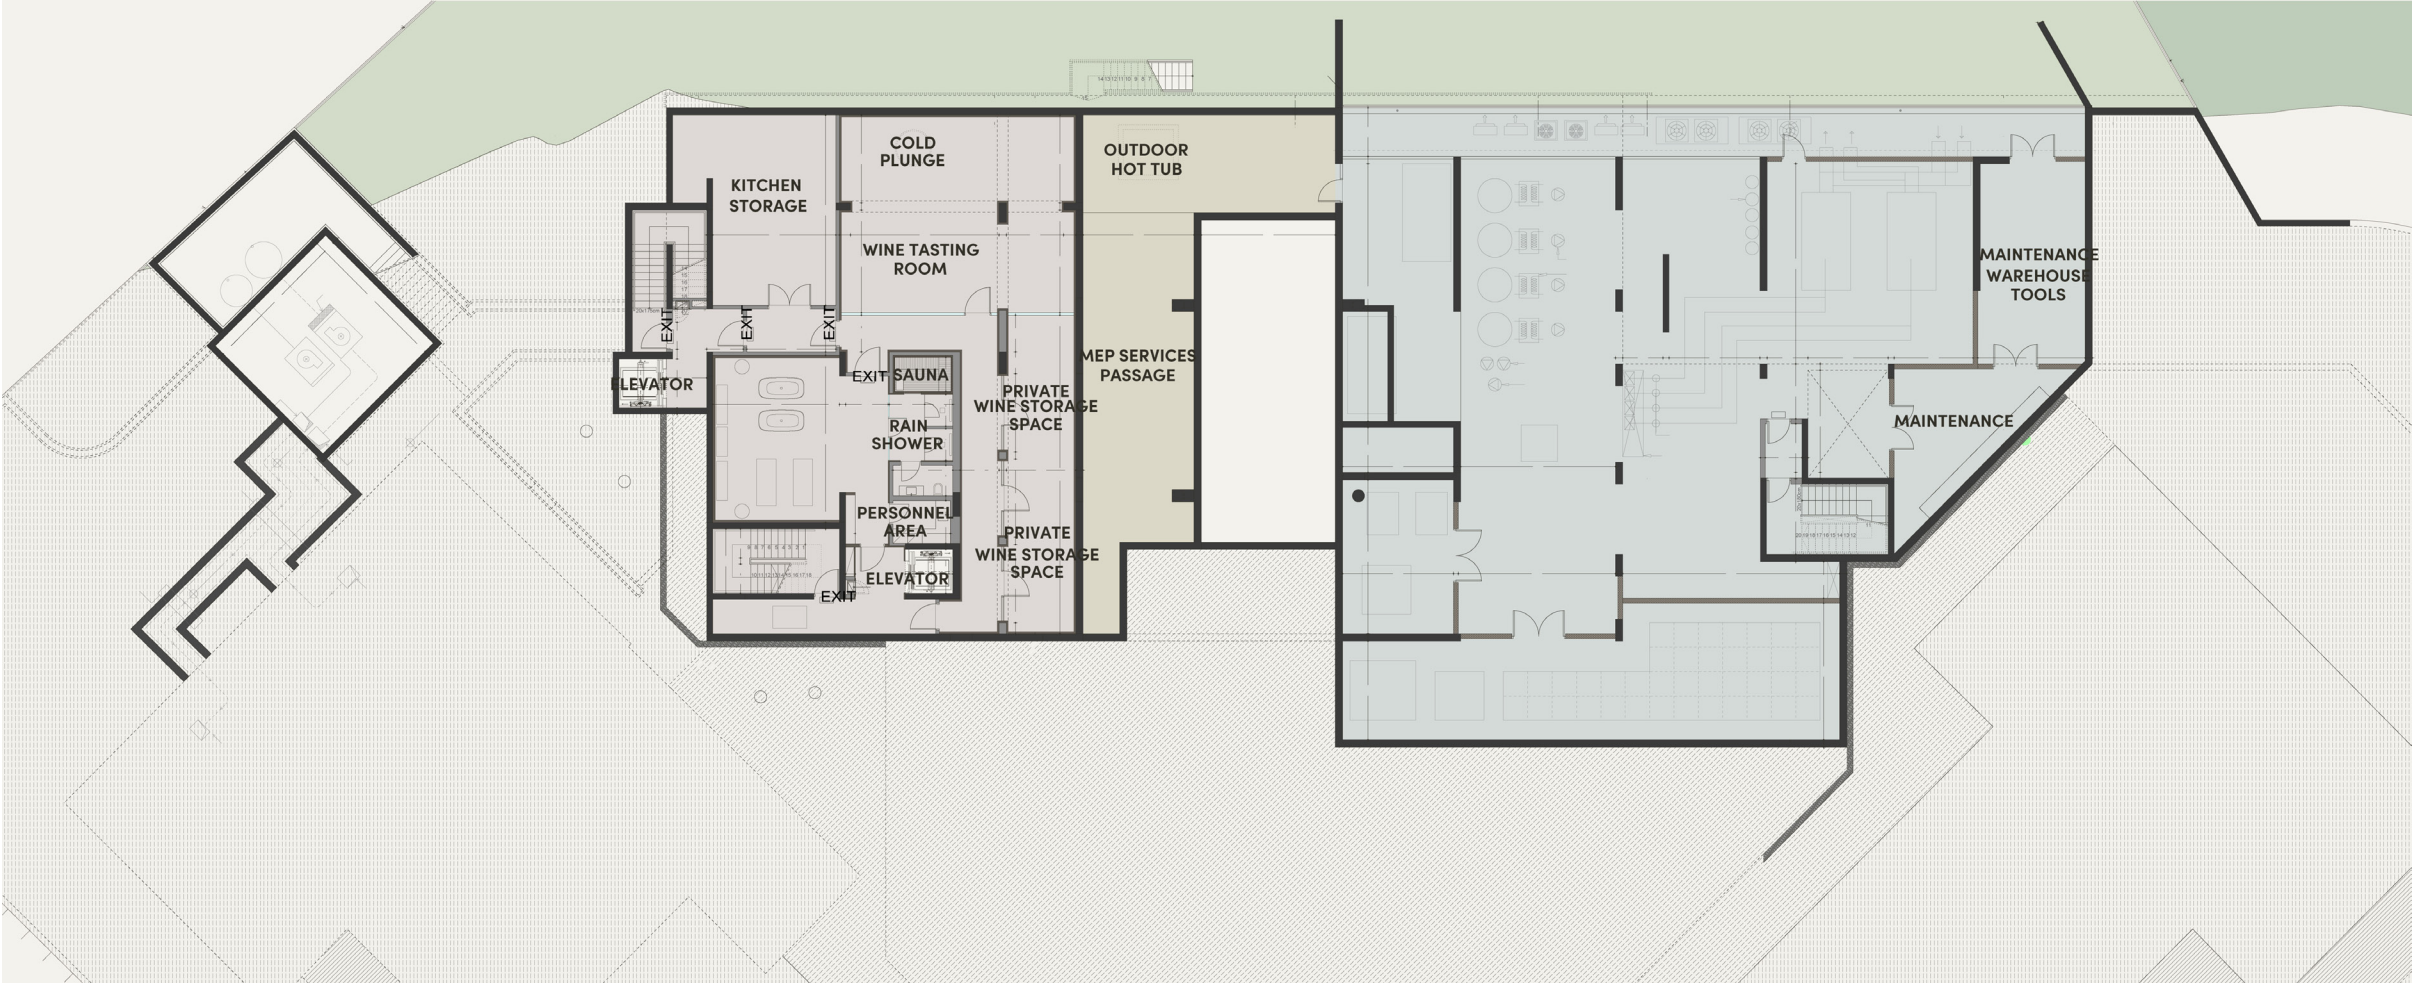 COLD
PLUNGE
OUTDOOR
HOT TUB
KITCHEN
STORAGE
WINE TASTING
ROOM
MAINTENANCE
WAREHOUSE
TOOLS
EXIT
EXIT
EXIT
MEP SERVICES
PASSAGE
ELEVATOR
EXIT
SAUNA
PRIVATE
WINE STORAGE
SPACE
RAIN
SHOWER
MAINTENANCE
PERSONNEL
AREA
PRIVATE
WINE STORAGE
SPACE
ELEVATOR
EXIT